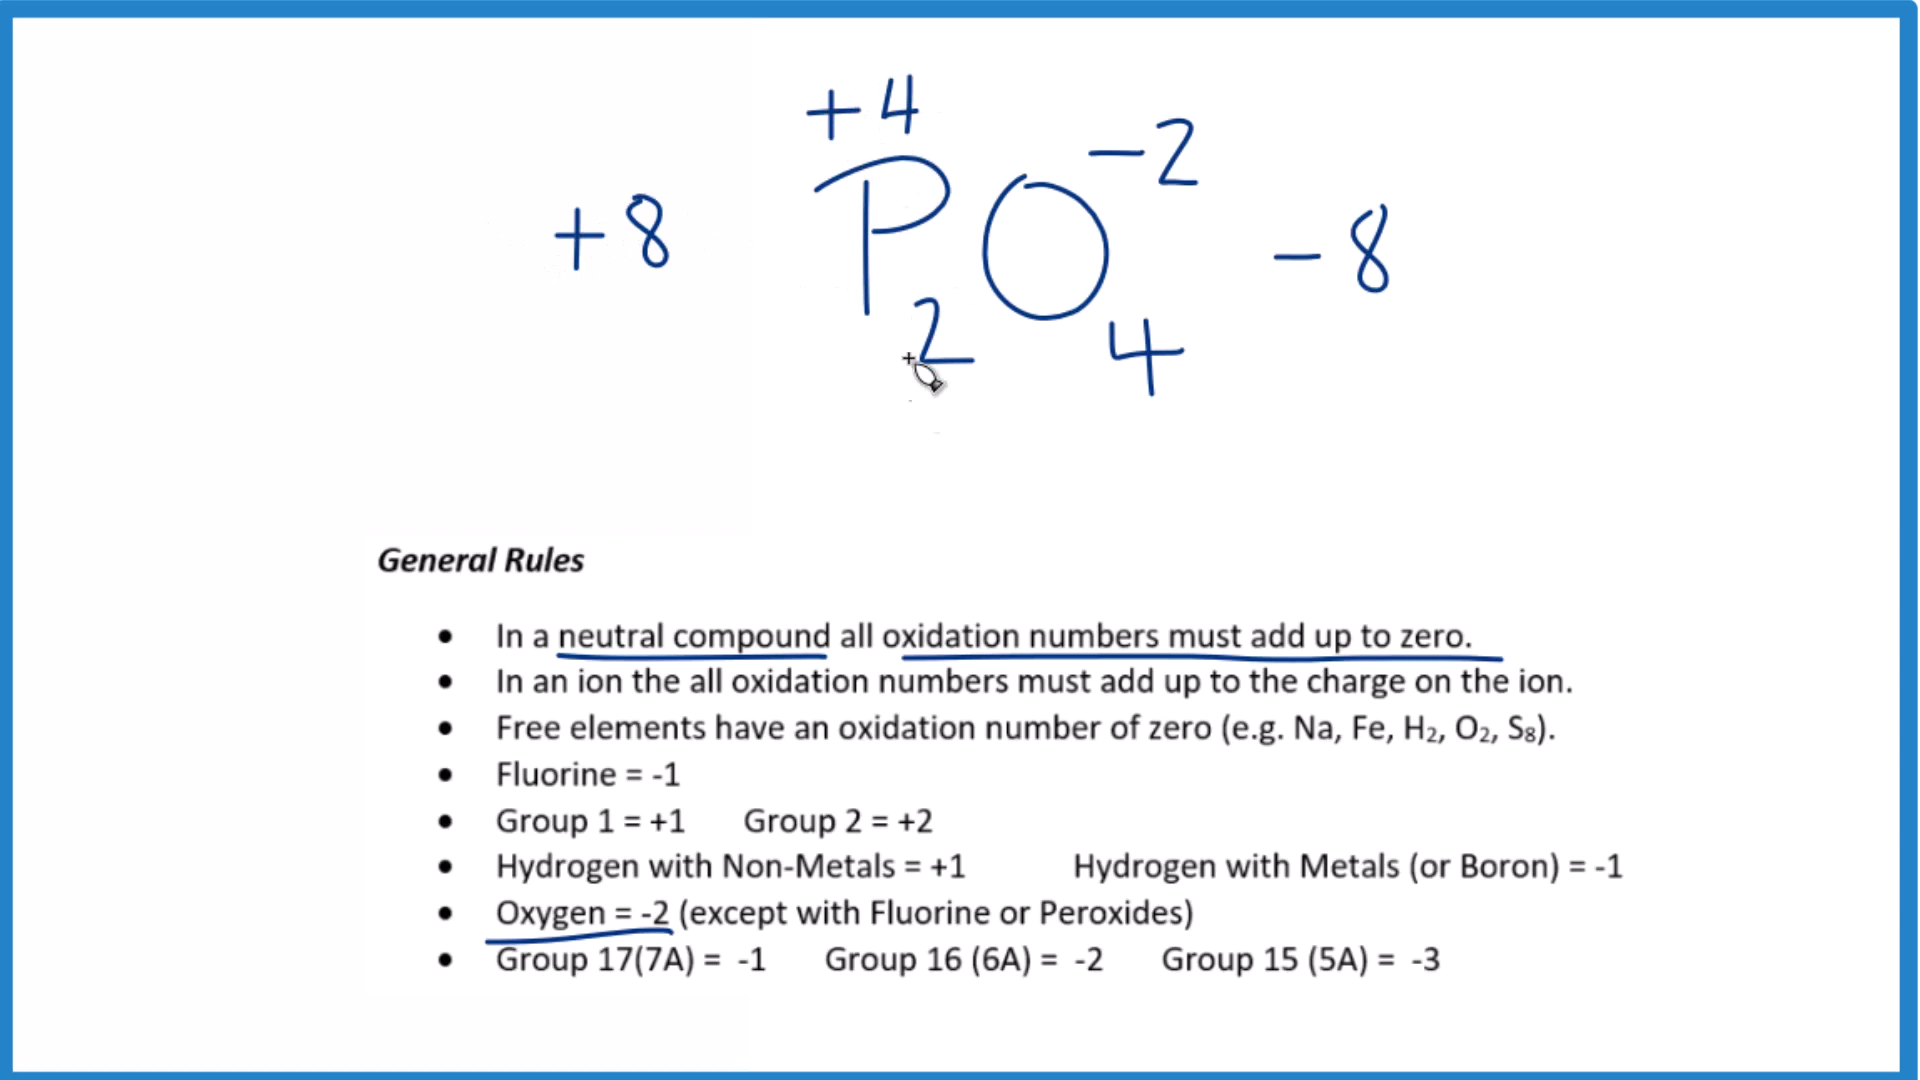 +4
+8 P2O4 -2 -8
General Rules
• In a neutral compound all oxidation numbers must add up to zero.
• In an ion the all oxidation numbers must add up to the charge on the ion.
• Free elements have an oxidation number of zero (e.g. Na, Fe, H₂, O₂, S₈).
• Fluorine = -1
• Group 1 = +1 Group 2 = +2
• Hydrogen with Non-Metals = +1 Hydrogen with Metals (or Boron) = -1
• Oxygen = -2 (except with Fluorine or Peroxides)
• Group 17(7A) = -1 Group 16 (6A) = -2 Group 15 (5A) = -3